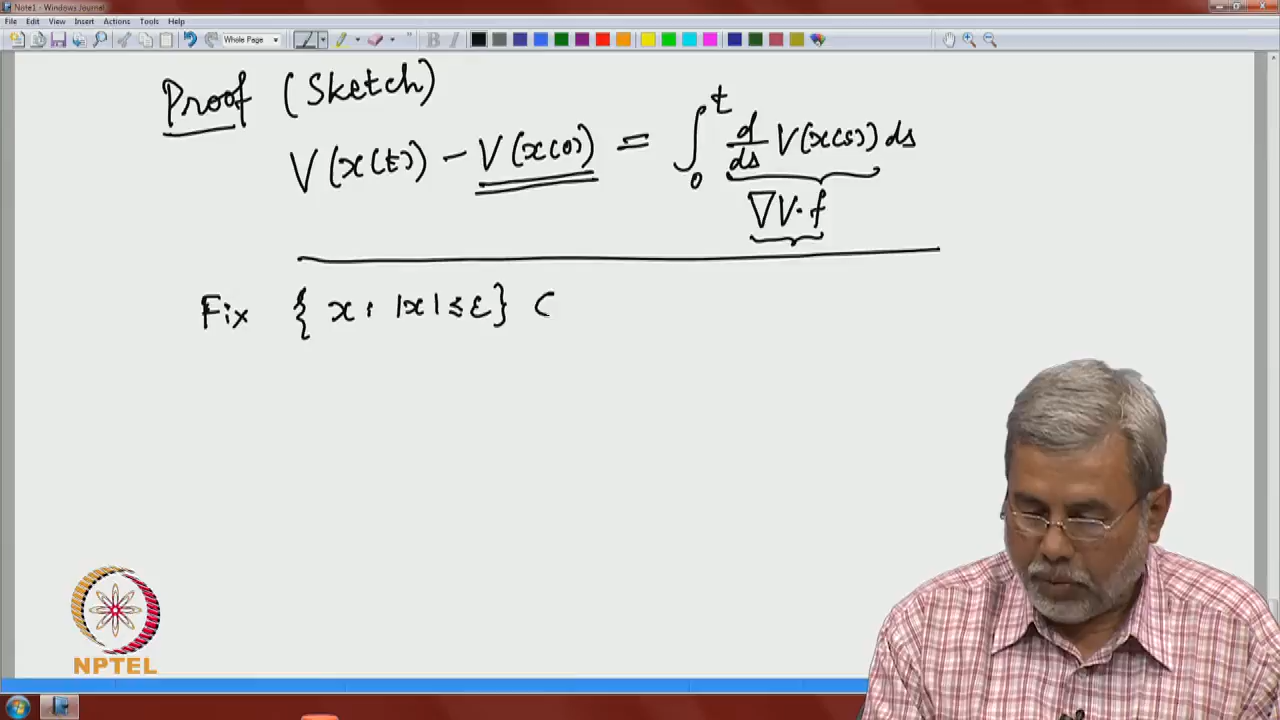 Note1 - Windows Journal
File Edit View Insert Actions Tools Help
Whole Page
B I
Proof (Sketch)
V(x(t)) - V(x(0)) = ∫₀ᵗ d/ds V(x(s)) ds
∇V·f
Fix { x : |x| ≤ ε } ⊂
NPTEL